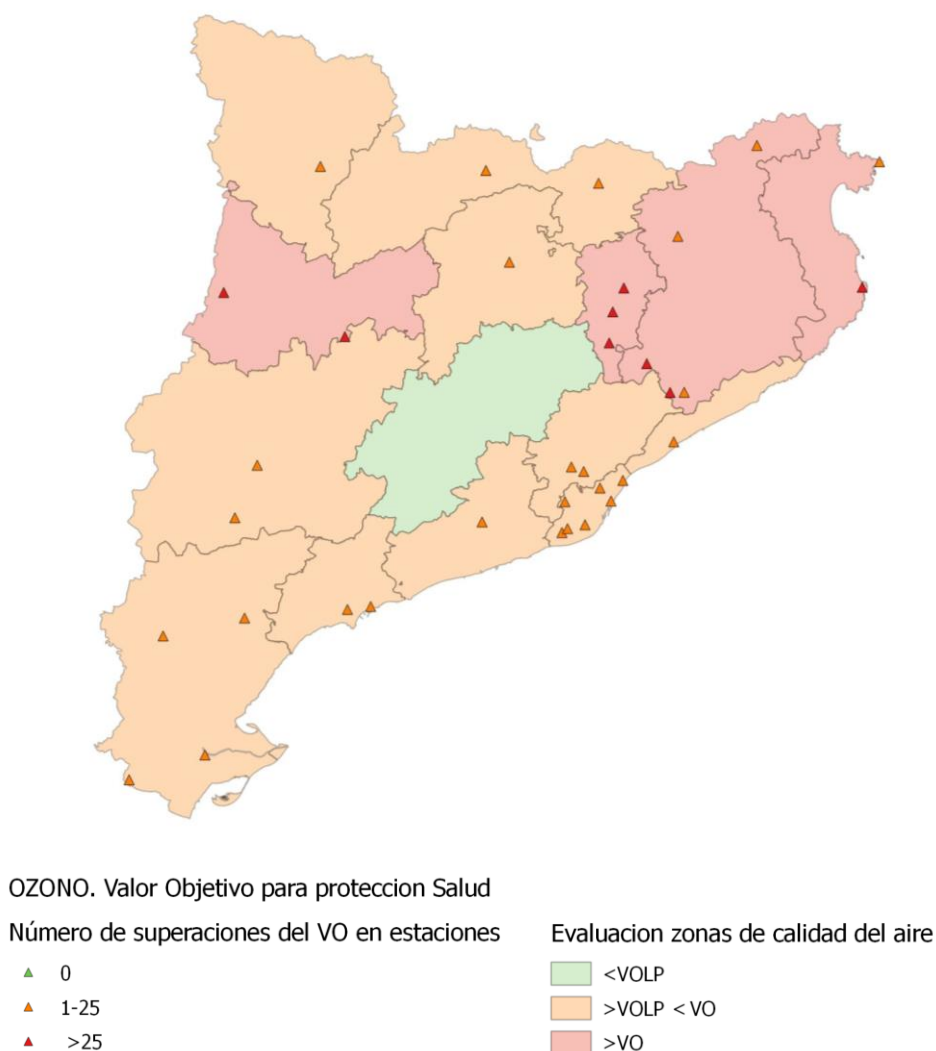 OZONO. Valor Objetivo para proteccion Salud
Número de superaciones del VO en estaciones
0
1-25
>25
Evaluacion zonas de calidad del aire
<VOLP
>VOLP < VO
>VO